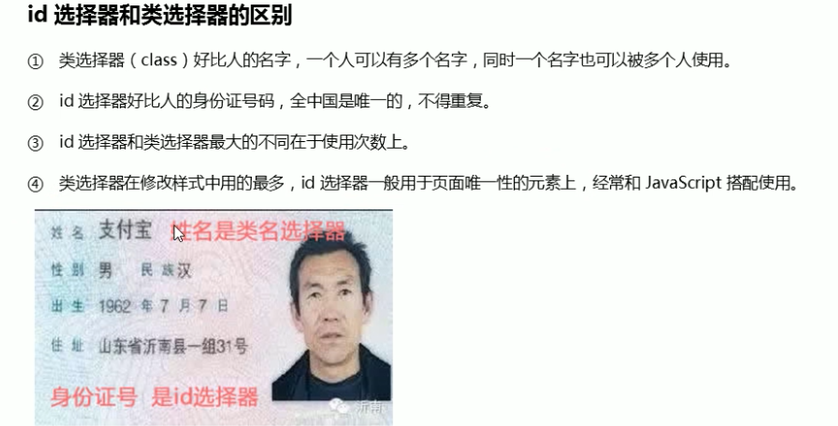 id 选择器和类选择器的区别
① 类选择器（class）好比人的名字，一个人可以有多个名字，同时一个名字也可以被多个人使用。
② id 选择器好比人的身份证号码，全中国是唯一的，不得重复。
③ id 选择器和类选择器最大的不同在于使用次数上。
④ 类选择器在修改样式中用的最多，id 选择器一般用于页面唯一性的元素上，经常和 JavaScript 搭配使用。
姓名 支付宝 姓名是类名选择器
性别 男 民族汉
出生 1962 年 7 月 7 日
住址 山东省沂南县一组31号
身份证号 是id选择器
沂南